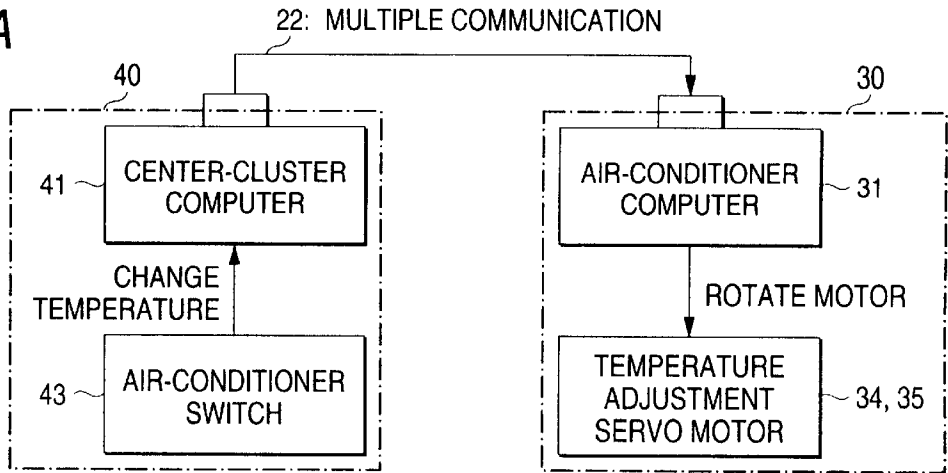 A
22: MULTIPLE COMMUNICATION
40
30
41
CENTER-CLUSTER
COMPUTER
AIR-CONDITIONER
COMPUTER
31
CHANGE
TEMPERATURE
ROTATE MOTOR
43
AIR-CONDITIONER
SWITCH
TEMPERATURE
ADJUSTMENT
SERVO MOTOR
34, 35